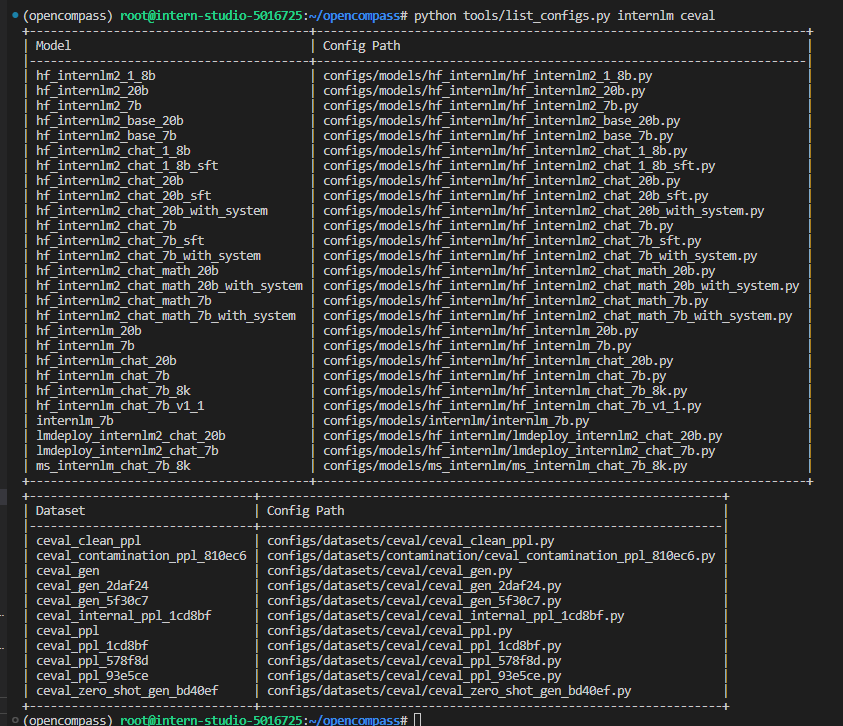 (opencompass) root@intern-studio-5016725:~/opencompass# python tools/list_configs.py internlm ceval
+-----------------------------------------+----------------------------------------------------------------------+
| Model | Config Path |
|-----------------------------------------+----------------------------------------------------------------------|
| hf_internlm2_1_8b | configs/models/hf_internlm/hf_internlm2_1_8b.py |
| hf_internlm2_20b | configs/models/hf_internlm/hf_internlm2_20b.py |
| hf_internlm2_7b | configs/models/hf_internlm/hf_internlm2_7b.py |
| hf_internlm2_base_20b | configs/models/hf_internlm/hf_internlm2_base_20b.py |
| hf_internlm2_base_7b | configs/models/hf_internlm/hf_internlm2_base_7b.py |
| hf_internlm2_chat_1_8b | configs/models/hf_internlm/hf_internlm2_chat_1_8b.py |
| hf_internlm2_chat_1_8b_sft | configs/models/hf_internlm/hf_internlm2_chat_1_8b_sft.py |
| hf_internlm2_chat_20b | configs/models/hf_internlm/hf_internlm2_chat_20b.py |
| hf_internlm2_chat_20b_sft | configs/models/hf_internlm/hf_internlm2_chat_20b_sft.py |
| hf_internlm2_chat_20b_with_system | configs/models/hf_internlm/hf_internlm2_chat_20b_with_system.py |
| hf_internlm2_chat_7b | configs/models/hf_internlm/hf_internlm2_chat_7b.py |
| hf_internlm2_chat_7b_sft | configs/models/hf_internlm/hf_internlm2_chat_7b_sft.py |
| hf_internlm2_chat_7b_with_system | configs/models/hf_internlm/hf_internlm2_chat_7b_with_system.py |
| hf_internlm2_chat_math_20b | configs/models/hf_internlm/hf_internlm2_chat_math_20b.py |
| hf_internlm2_chat_math_20b_with_system | configs/models/hf_internlm/hf_internlm2_chat_math_20b_with_system.py |
| hf_internlm2_chat_math_7b | configs/models/hf_internlm/hf_internlm2_chat_math_7b.py |
| hf_internlm2_chat_math_7b_with_system | configs/models/hf_internlm/hf_internlm2_chat_math_7b_with_system.py |
| hf_internlm_20b | configs/models/hf_internlm/hf_internlm_20b.py |
| hf_internlm_7b | configs/models/hf_internlm/hf_internlm_7b.py |
| hf_internlm_chat_20b | configs/models/hf_internlm/hf_internlm_chat_20b.py |
| hf_internlm_chat_7b | configs/models/hf_internlm/hf_internlm_chat_7b.py |
| hf_internlm_chat_7b_8k | configs/models/hf_internlm/hf_internlm_chat_7b_8k.py |
| hf_internlm_chat_7b_v1_1 | configs/models/hf_internlm/hf_internlm_chat_7b_v1_1.py |
| internlm_7b | configs/models/internlm/internlm_7b.py |
| lmdeploy_internlm2_chat_20b | configs/models/hf_internlm/lmdeploy_internlm2_chat_20b.py |
| lmdeploy_internlm2_chat_7b | configs/models/hf_internlm/lmdeploy_internlm2_chat_7b.py |
| ms_internlm_chat_7b_8k | configs/models/ms_internlm/ms_internlm_chat_7b_8k.py |
+-----------------------------------------+----------------------------------------------------------------------+
+--------------------------------+------------------------------------------------------------------+
| Dataset | Config Path |
|--------------------------------+------------------------------------------------------------------|
| ceval_clean_ppl | configs/datasets/ceval/ceval_clean_ppl.py |
| ceval_contamination_ppl_810ec6 | configs/datasets/contamination/ceval_contamination_ppl_810ec6.py |
| ceval_gen | configs/datasets/ceval/ceval_gen.py |
| ceval_gen_2daf24 | configs/datasets/ceval/ceval_gen_2daf24.py |
| ceval_gen_5f30c7 | configs/datasets/ceval/ceval_gen_5f30c7.py |
| ceval_internal_ppl_1cd8bf | configs/datasets/ceval/ceval_internal_ppl_1cd8bf.py |
| ceval_ppl | configs/datasets/ceval/ceval_ppl.py |
| ceval_ppl_1cd8bf | configs/datasets/ceval/ceval_ppl_1cd8bf.py |
| ceval_ppl_578f8d | configs/datasets/ceval/ceval_ppl_578f8d.py |
| ceval_ppl_93e5ce | configs/datasets/ceval/ceval_ppl_93e5ce.py |
| ceval_zero_shot_gen_bd40ef | configs/datasets/ceval/ceval_zero_shot_gen_bd40ef.py |
+--------------------------------+------------------------------------------------------------------+
(opencompass) root@intern-studio-5016725:~/opencompass#